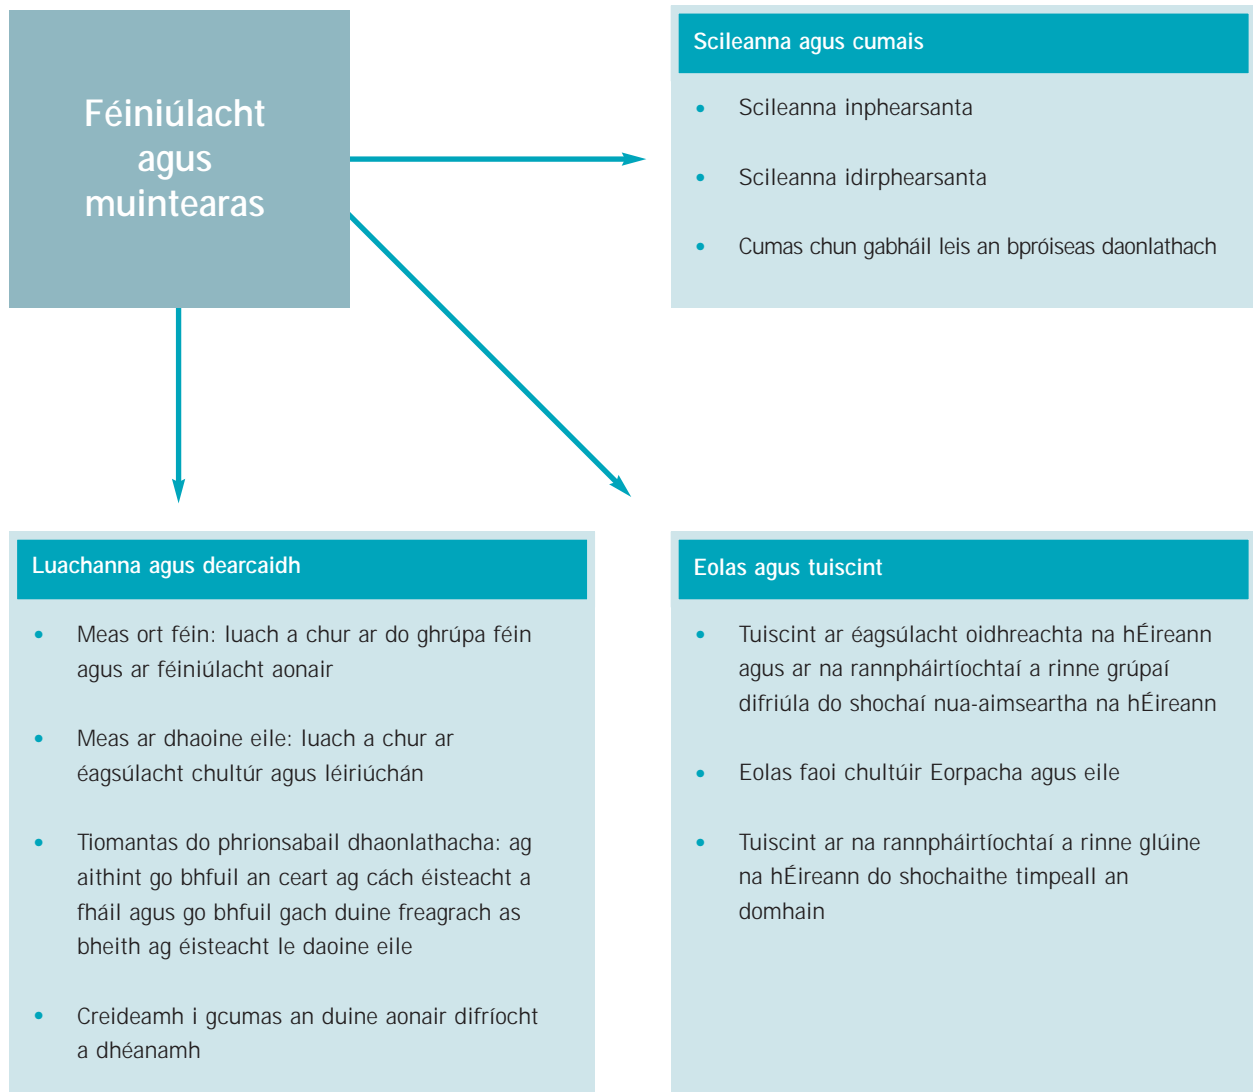 Féiniúlacht
agus
muintearas
Scileanna agus cumais
• Scileanna inphearsanta
• Scileanna idirphearsanta
• Cumas chun gabháil leis an bpróiseas daonlathach
Luachanna agus dearcaidh
• Meas ort féin: luach a chur ar do ghrúpa féin
agus ar féiniúlacht aonair
• Meas ar dhaoine eile: luach a chur ar
éagsúlacht chultúr agus léiriúchán
• Tiomantas do phrionsabail dhaonlathacha: ag
aithint go bhfuil an ceart ag cách éisteacht a
fháil agus go bhfuil gach duine freagrach as
bheith ag éisteacht le daoine eile
• Creideamh i gcumas an duine aonair difríocht
a dhéanamh
Eolas agus tuiscint
• Tuiscint ar éagsúlacht oidhreachta na hÉireann
agus ar na rannpháirtíochtaí a rinne grúpaí
difriúla do shochaí nua-aimseartha na hÉireann
• Eolas faoi chultúir Eorpacha agus eile
• Tuiscint ar na rannpháirtíochtaí a rinne glúine
na hÉireann do shochaithe timpeall an
domhain